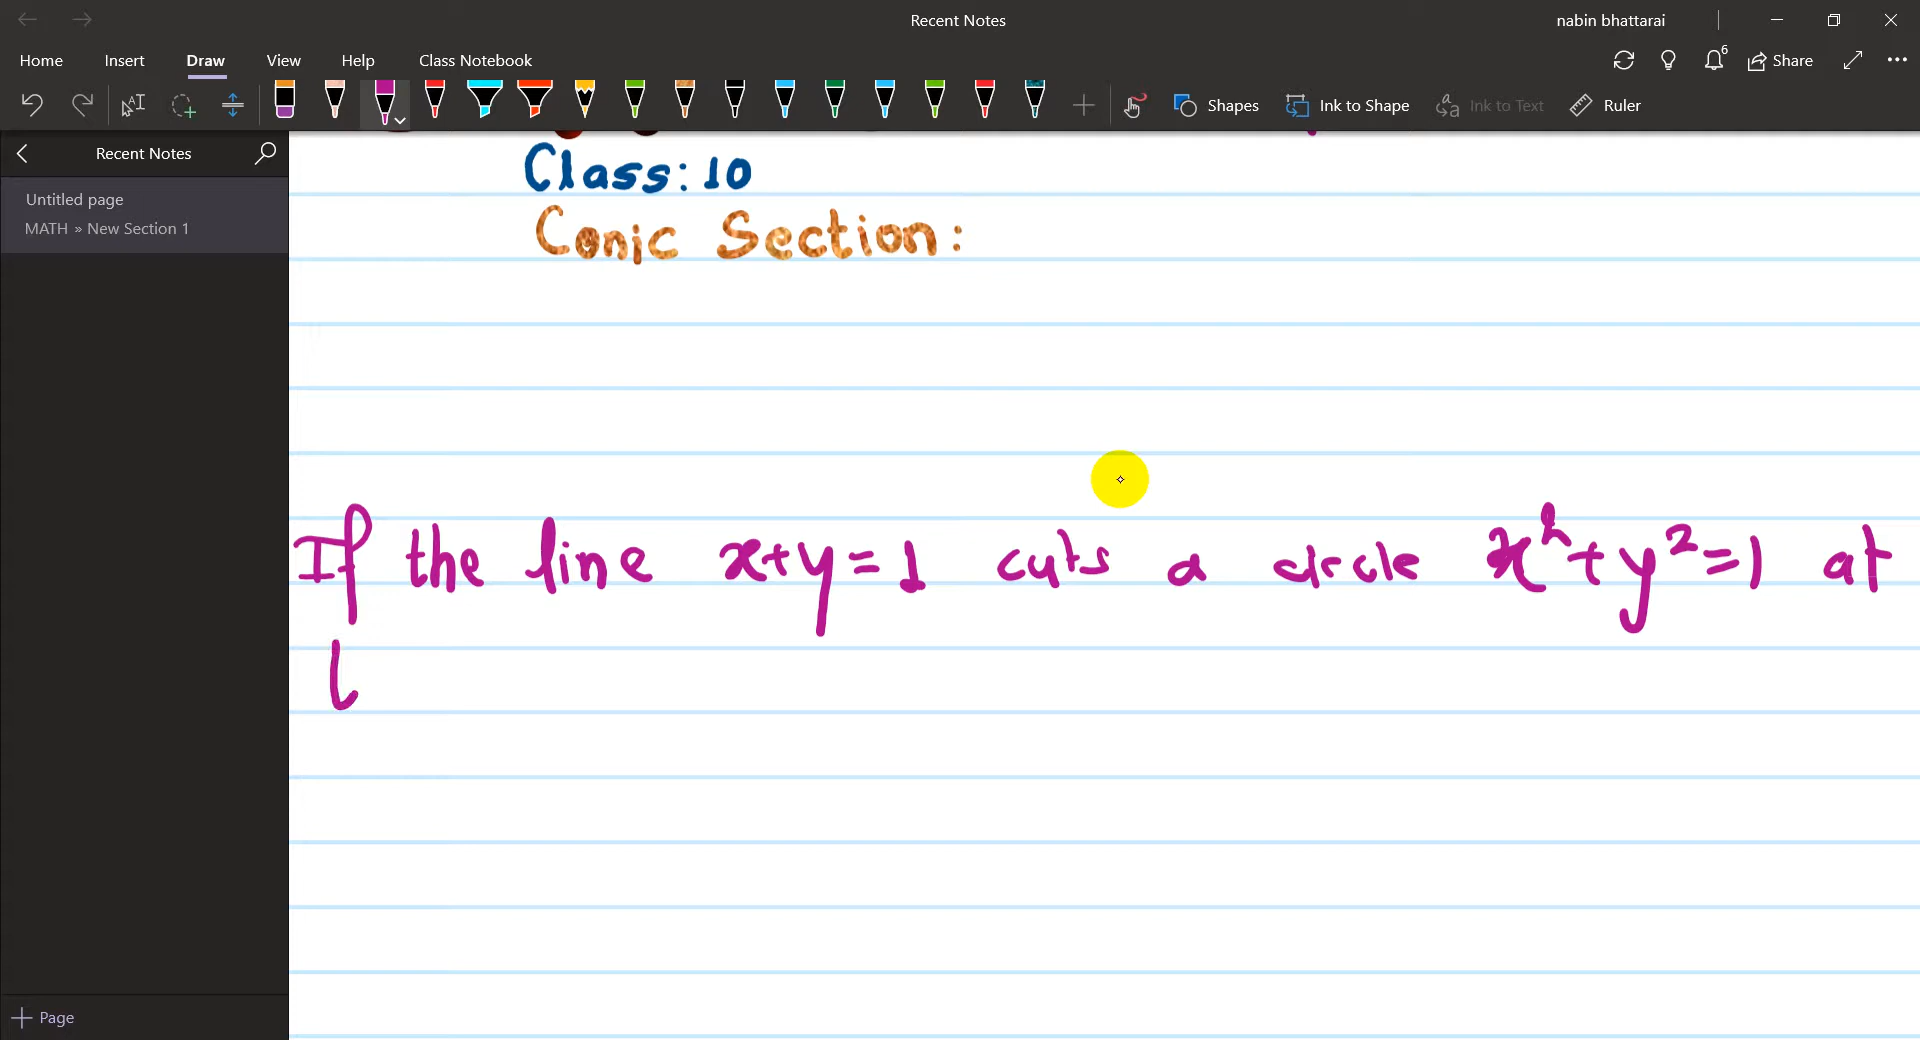 Recent Notes
nabin bhattarai
Home Insert Draw View Help Class Notebook
6
Share
Shapes Ink to Shape Ink to Text Ruler
Recent Notes
Untitled page
MATH » New Section 1
Class: 10
Conic Section:
If the line x+y=1 cuts a circle x²+y²=1 at
Page